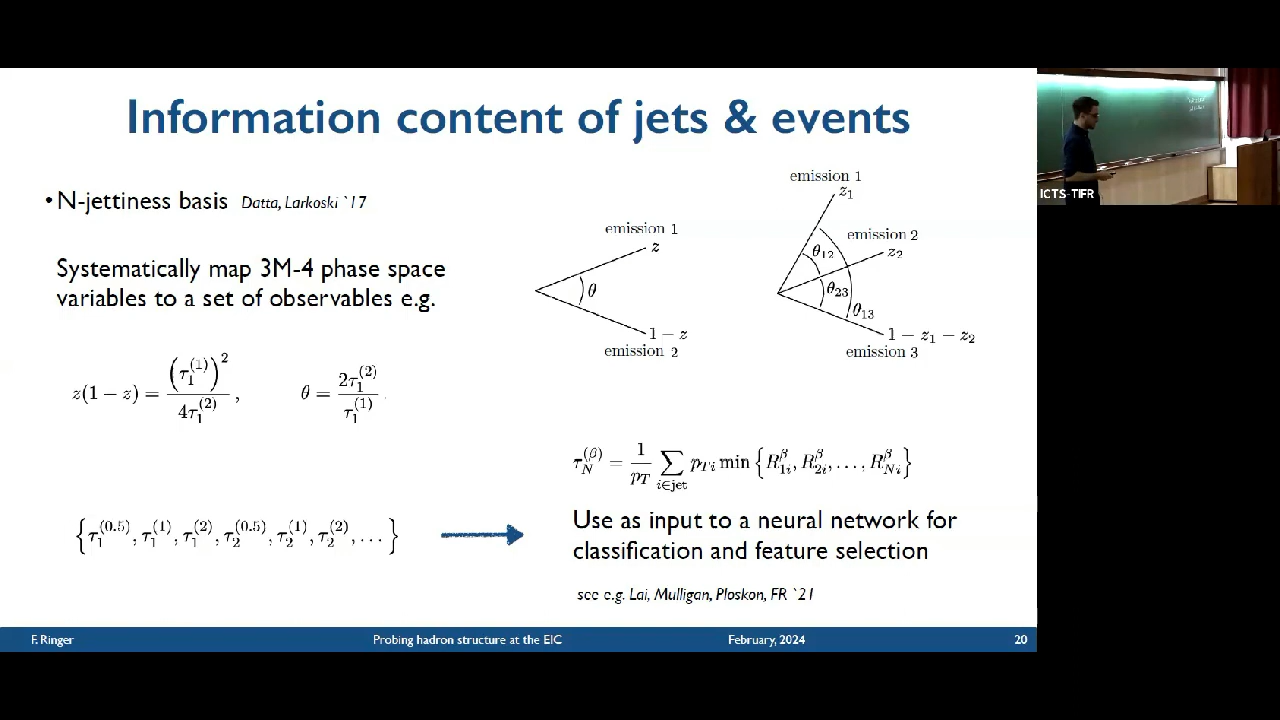 Information content of jets & events
• N-jettiness basis Datta, Larkoski `17
Systematically map 3M-4 phase space
variables to a set of observables e.g.
z(1 − z) = (τ_1^{(1)})^2 / 4τ_1^{(2)} ,
θ = 2τ_1^{(2)} / τ_1^{(1)} .
{τ_1^{(0.5)}, τ_1^{(1)}, τ_1^{(2)}, τ_2^{(0.5)}, τ_2^{(1)}, τ_2^{(2)}, ...}
emission 1
z
θ
1 − z
emission 2
emission 1
z_1
emission 2
θ_12
z_2
θ_23
θ_13
1 − z_1 − z_2
emission 3
τ_N^{(β)} = 1/p_T ∑_{i∈jet} p_{Ti} min {R_{1i}^β, R_{2i}^β, ..., R_{Ni}^β}
Use as input to a neural network for
classification and feature selection
see e.g. Lai, Mulligan, Ploskon, FR `21
F. Ringer
Probing hadron structure at the EIC
February, 2024
20
ICTS-TIFR